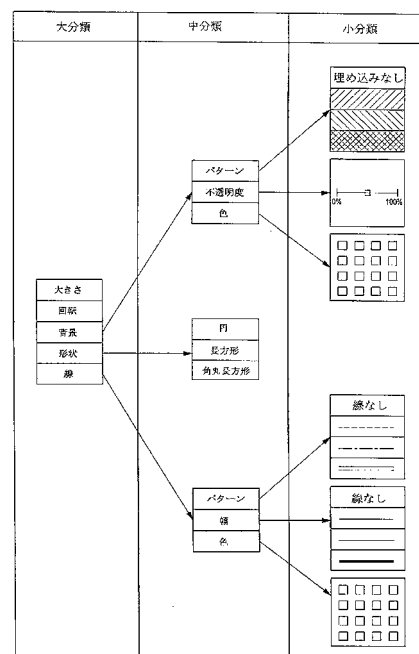 大分類
中分類
小分類
埋め込みなし
パターン
不透明度
色
0%
100%
大きさ
回転
背景
形状
線
円
長方形
角丸長方形
線なし
パターン
幅
色
線なし